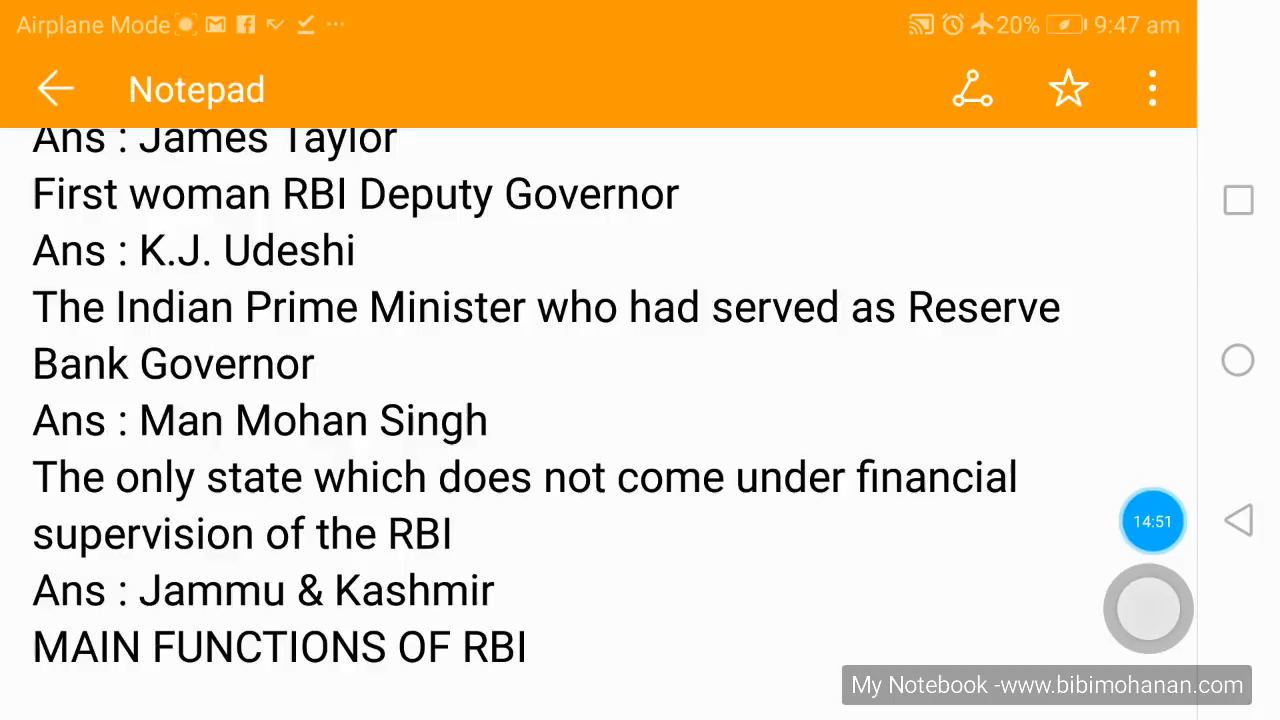 Airplane Mode ... 20% 9:47 am
Notepad
Ans : James Taylor
First woman RBI Deputy Governor
Ans : K.J. Udeshi
The Indian Prime Minister who had served as Reserve
Bank Governor
Ans : Man Mohan Singh
The only state which does not come under financial
supervision of the RBI
14:51
Ans : Jammu & Kashmir
MAIN FUNCTIONS OF RBI
My Notebook -www.bibimohanan.com